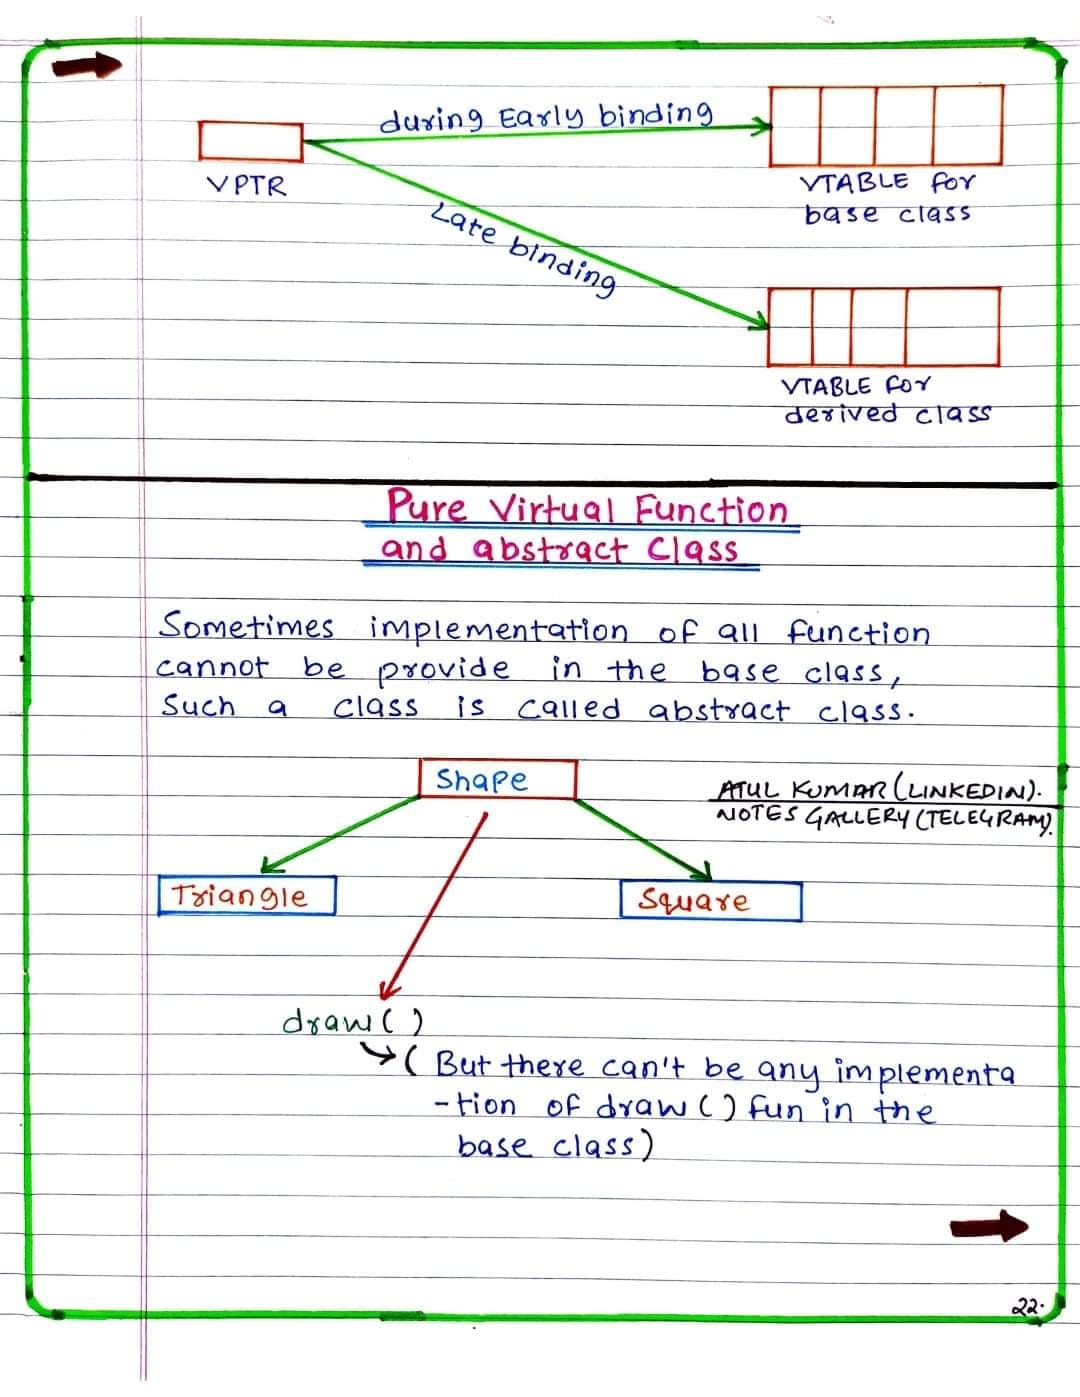 during Early binding
VPTR
VTABLE for
base class
Late binding
VTABLE for
derived class
Pure Virtual Function
and abstract Class
Sometimes implementation of all function
cannot be provide in the base class,
Such a class is called abstract class.
Shape
ATUL KUMAR (LINKEDIN).
NOTES GALLERY (TELEGRAM).
Triangle
Square
draw( )
( But there can't be any implementa
-tion of draw ( ) fun in the
base class)
22.